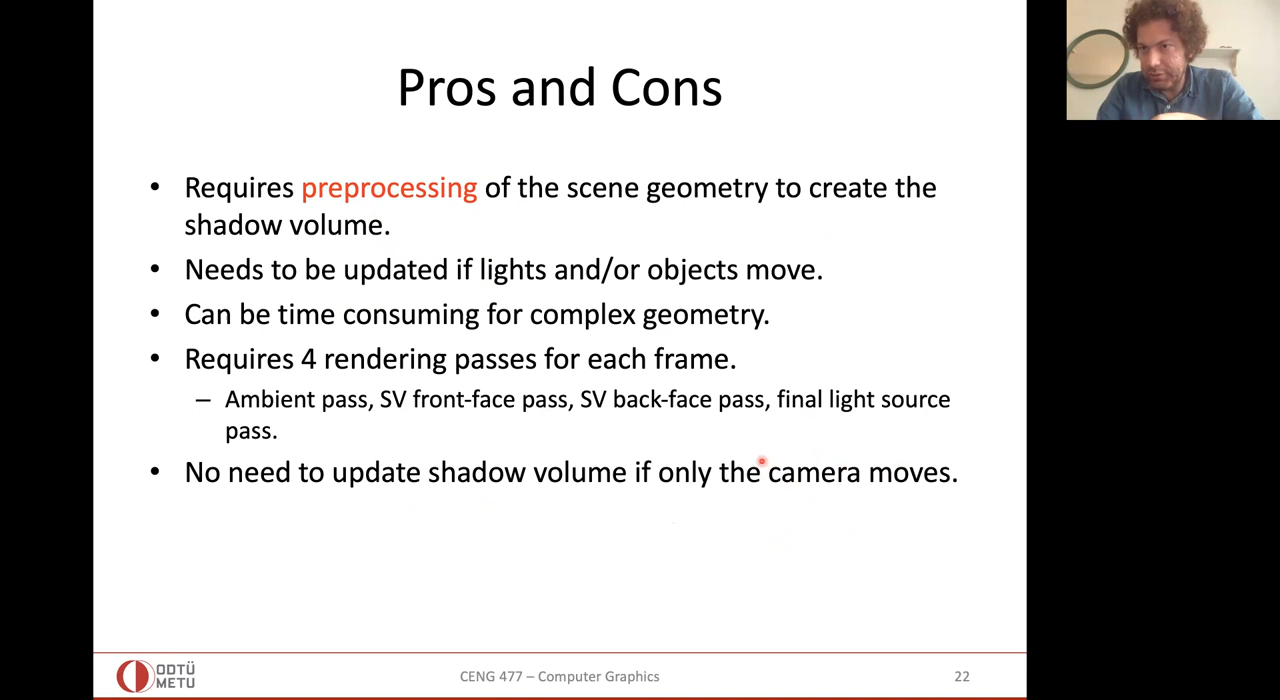 Pros and Cons
• Requires preprocessing of the scene geometry to create the
shadow volume.
• Needs to be updated if lights and/or objects move.
• Can be time consuming for complex geometry.
• Requires 4 rendering passes for each frame.
– Ambient pass, SV front-face pass, SV back-face pass, final light source
pass.
• No need to update shadow volume if only the camera moves.
ODTÜ
METU
CENG 477 – Computer Graphics
22